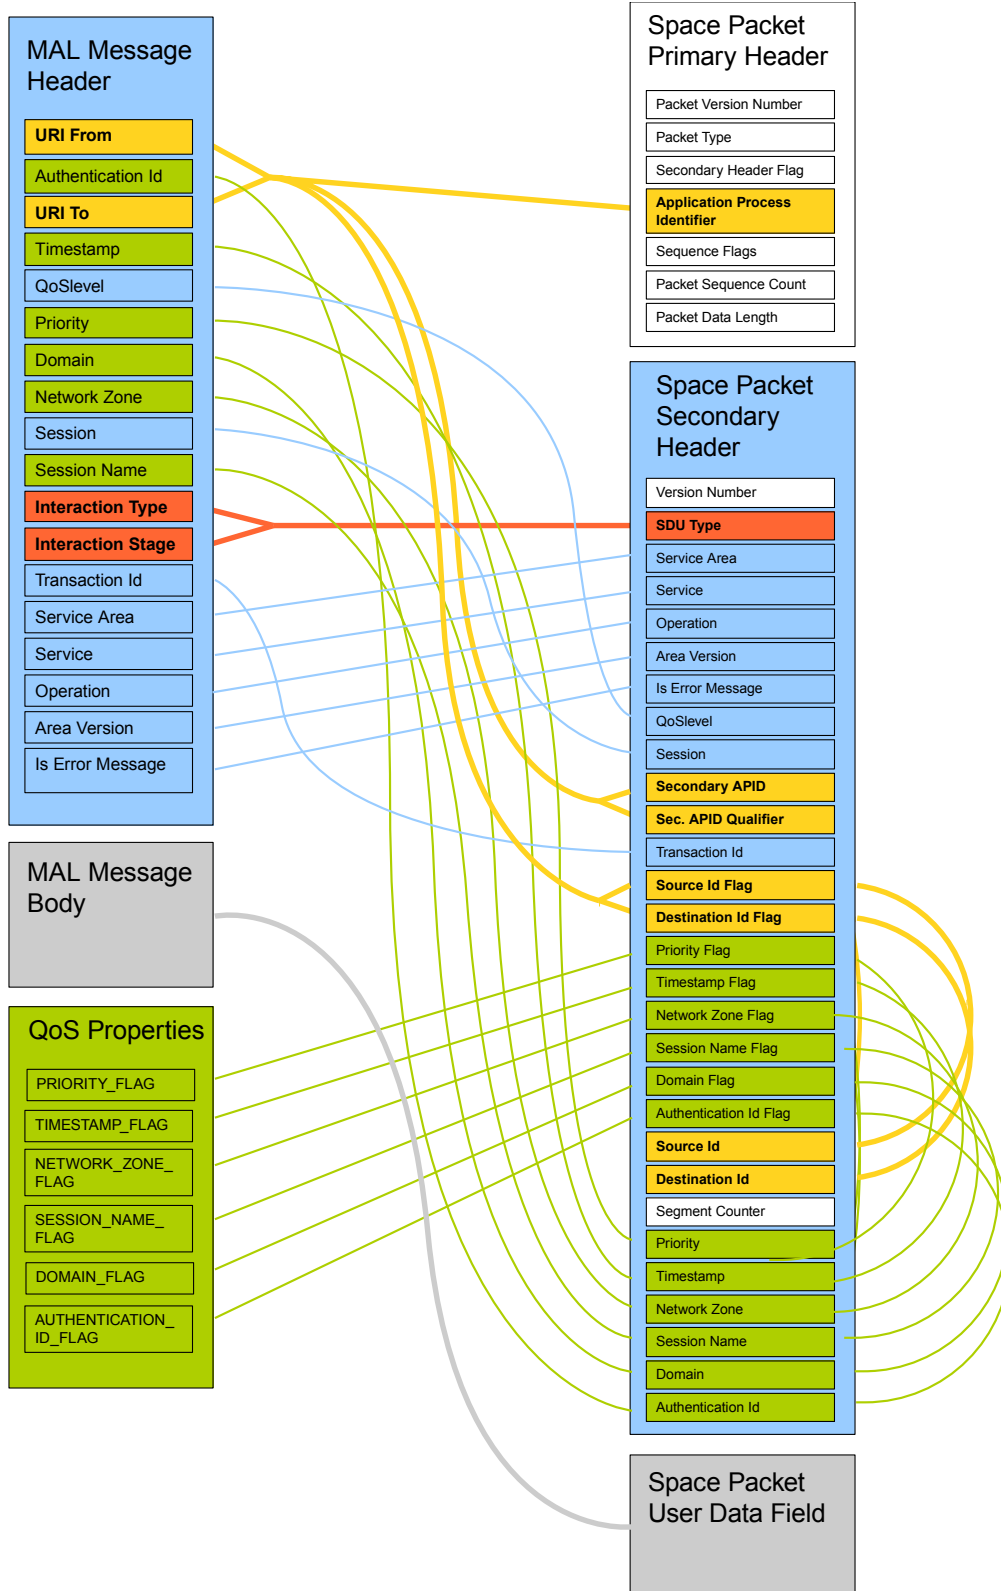 MAL Message
Header
URI From
Authentication Id
URI To
Timestamp
QoSlevel
Priority
Domain
Network Zone
Session
Session Name
Interaction Type
Interaction Stage
Transaction Id
Service Area
Service
Operation
Area Version
Is Error Message
MAL Message
Body
QoS Properties
PRIORITY_FLAG
TIMESTAMP_FLAG
NETWORK_ZONE_
FLAG
SESSION_NAME_
FLAG
DOMAIN_FLAG
AUTHENTICATION_
ID_FLAG
Space Packet
Primary Header
Packet Version Number
Packet Type
Secondary Header Flag
Application Process
Identifier
Sequence Flags
Packet Sequence Count
Packet Data Length
Space Packet
Secondary
Header
Version Number
SDU Type
Service Area
Service
Operation
Area Version
Is Error Message
QoSlevel
Session
Secondary APID
Sec. APID Qualifier
Transaction Id
Source Id Flag
Destination Id Flag
Priority Flag
Timestamp Flag
Network Zone Flag
Session Name Flag
Domain Flag
Authentication Id Flag
Source Id
Destination Id
Segment Counter
Priority
Timestamp
Network Zone
Session Name
Domain
Authentication Id
Space Packet
User Data Field